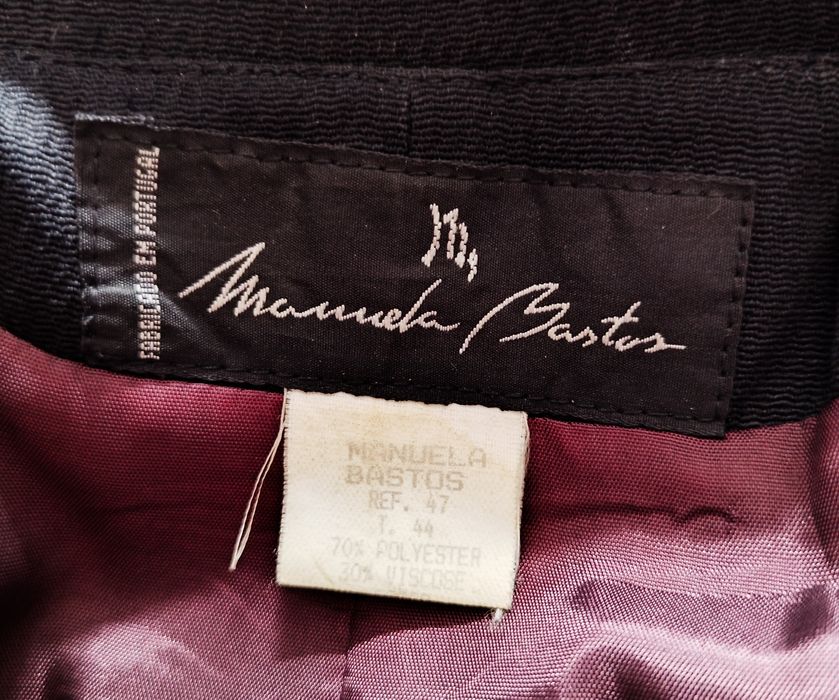 FABRICADO EM PORTUGAL
m
Manuela Bastos
MANUELA
BASTOS
REF. 47
T. 44
70% POLYESTER
30% VISCOSE